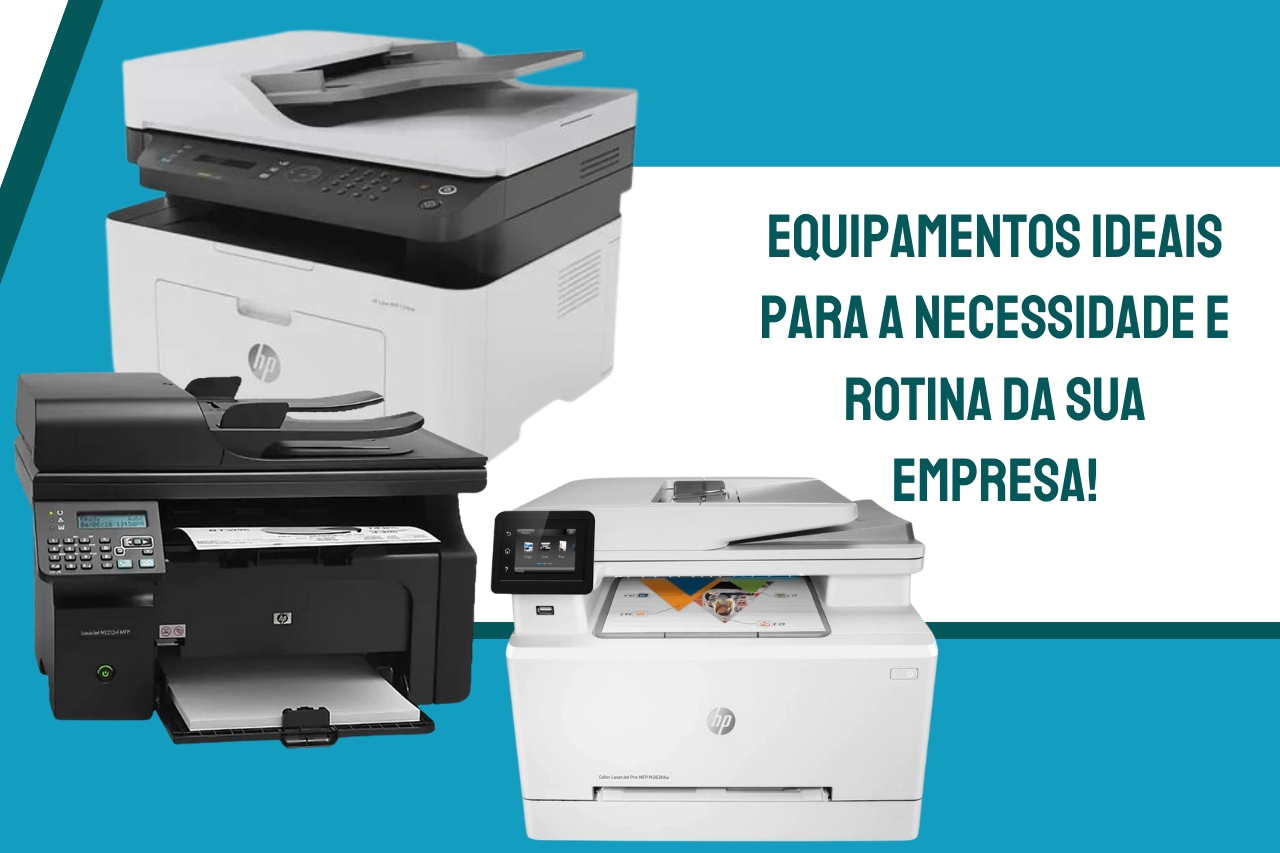 EQUIPAMENTOS IDEAIS
PARA A NECESSIDADE E
ROTINA DA SUA
EMPRESA!
hp
hp
LaserJet M1212nf MFP
hp
Color LaserJet Pro MFP M283fdw